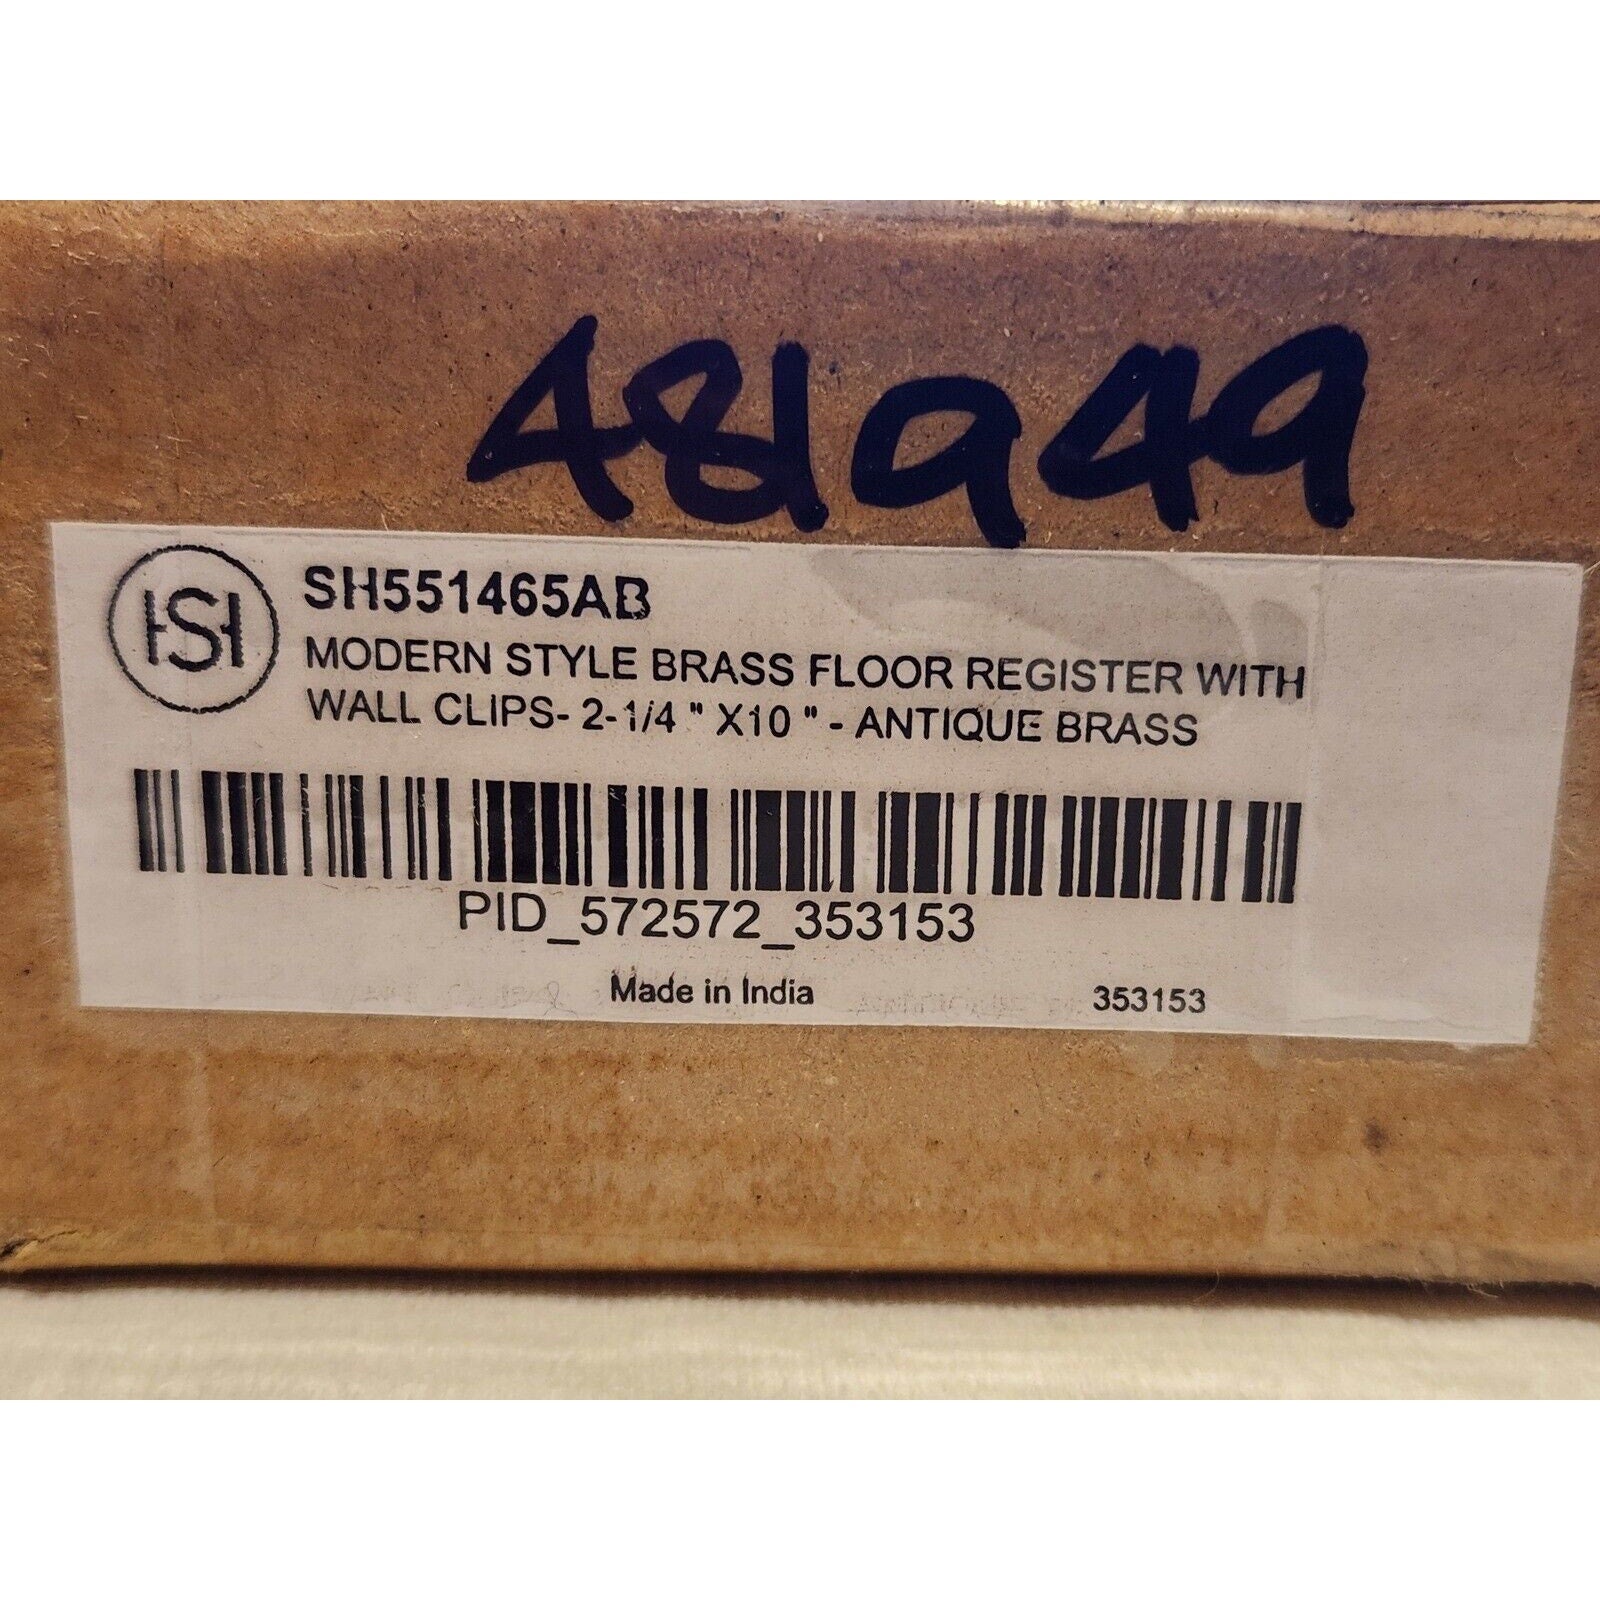 481949
HSH
SH551465AB
MODERN STYLE BRASS FLOOR REGISTER WITH
WALL CLIPS- 2-1/4 " X10 " - ANTIQUE BRASS
PID_572572_353153
Made in India 353153